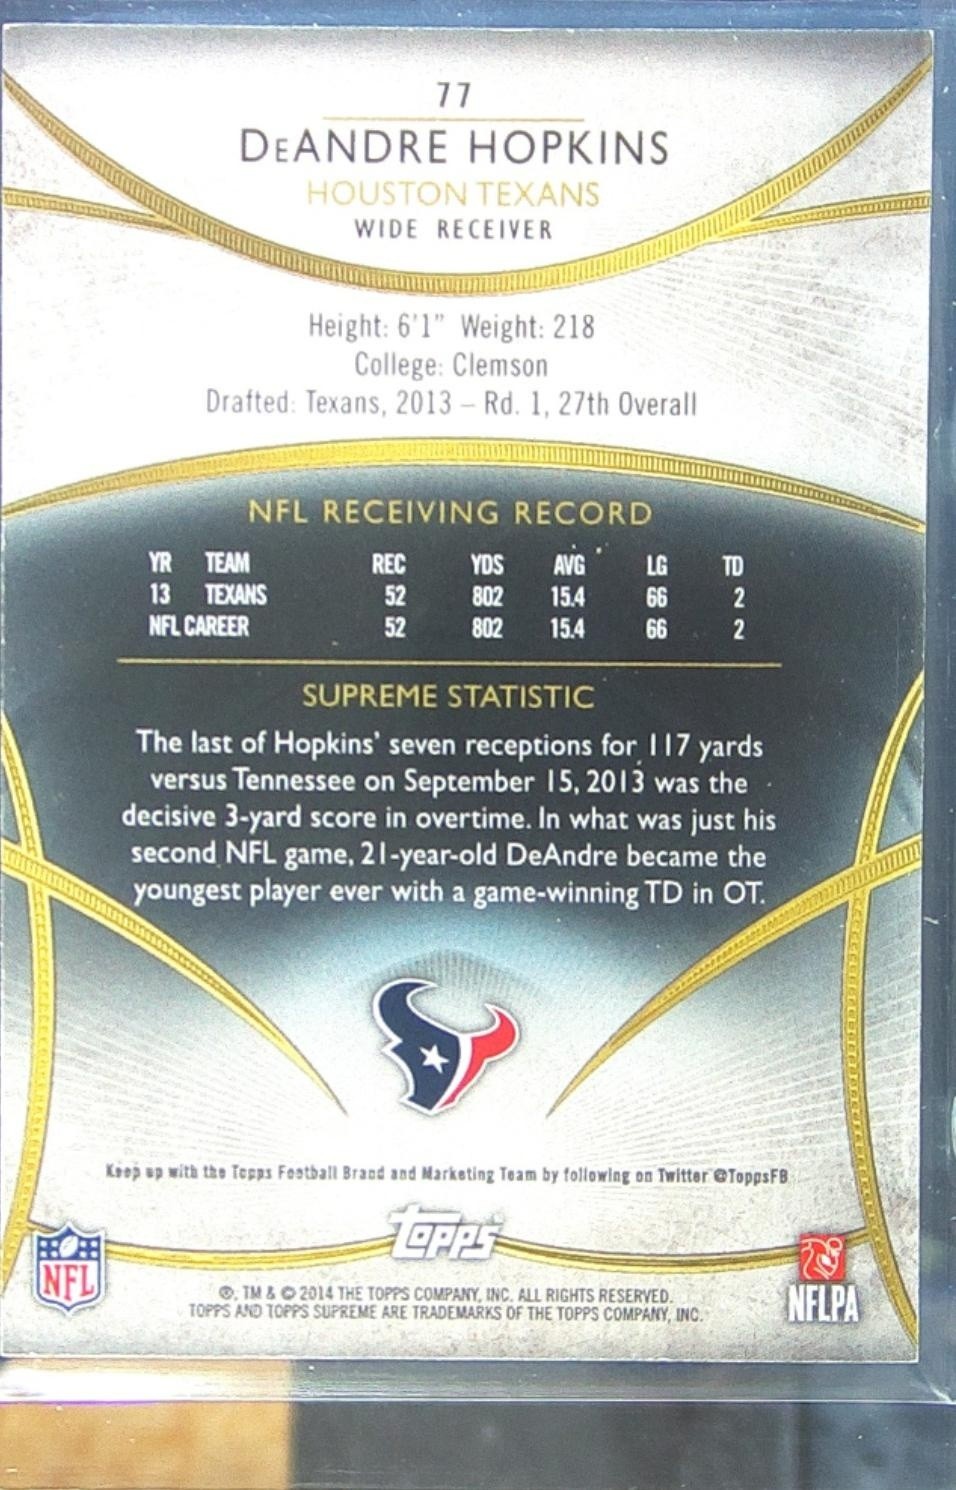 77
DeANDRE HOPKINS
HOUSTON TEXANS
WIDE RECEIVER
Height: 6'1" Weight: 218
College: Clemson
Drafted: Texans, 2013 – Rd. 1, 27th Overall
NFL RECEIVING RECORD
YR TEAM REC YDS AVG LG TD
13 TEXANS 52 802 15.4 66 2
NFL CAREER 52 802 15.4 66 2
SUPREME STATISTIC
The last of Hopkins' seven receptions for 117 yards
versus Tennessee on September 15, 2013 was the
decisive 3-yard score in overtime. In what was just his
second NFL game, 21-year-old DeAndre became the
youngest player ever with a game-winning TD in OT.
Keep up with the Topps Football Brand and Marketing Team by following on Twitter @ToppsFB
Topps
NFL
NFLPA
®, TM & © 2014 THE TOPPS COMPANY, INC. ALL RIGHTS RESERVED.
TOPPS AND TOPPS SUPREME ARE TRADEMARKS OF THE TOPPS COMPANY, INC.